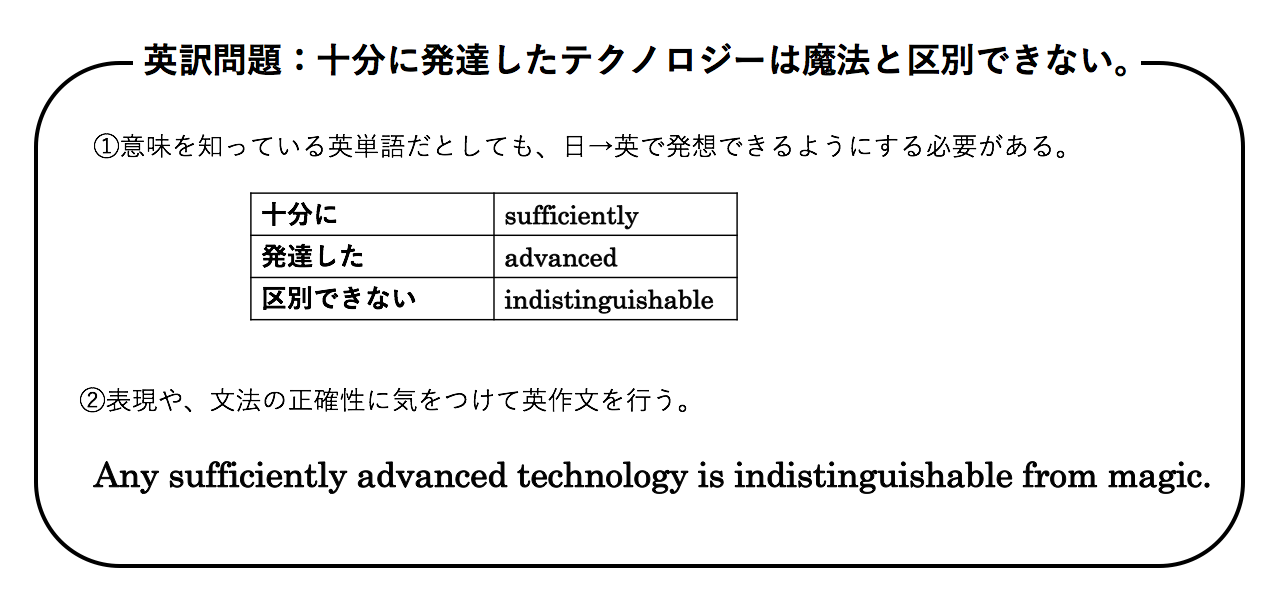 英訳問題：十分に発達したテクノロジーは魔法と区別できない。
①意味を知っている英単語だとしても、日→英で発想できるようにする必要がある。
十分に sufficiently
発達した advanced
区別できない indistinguishable
②表現や、文法の正確性に気をつけて英作文を行う。
Any sufficiently advanced technology is indistinguishable from magic.